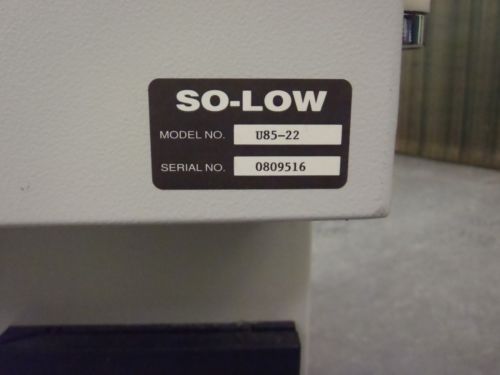 SO-LOW
MODEL NO. U85-22
SERIAL NO. 0809516